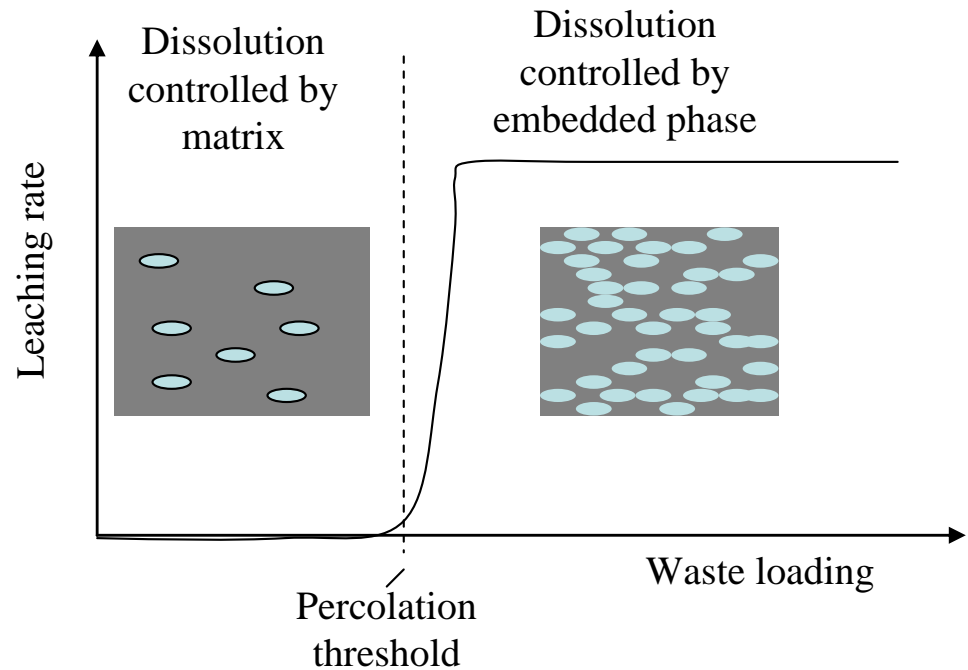 Dissolution
controlled by
matrix
Dissolution
controlled by
embedded phase
Leaching rate
Waste loading
Percolation
threshold